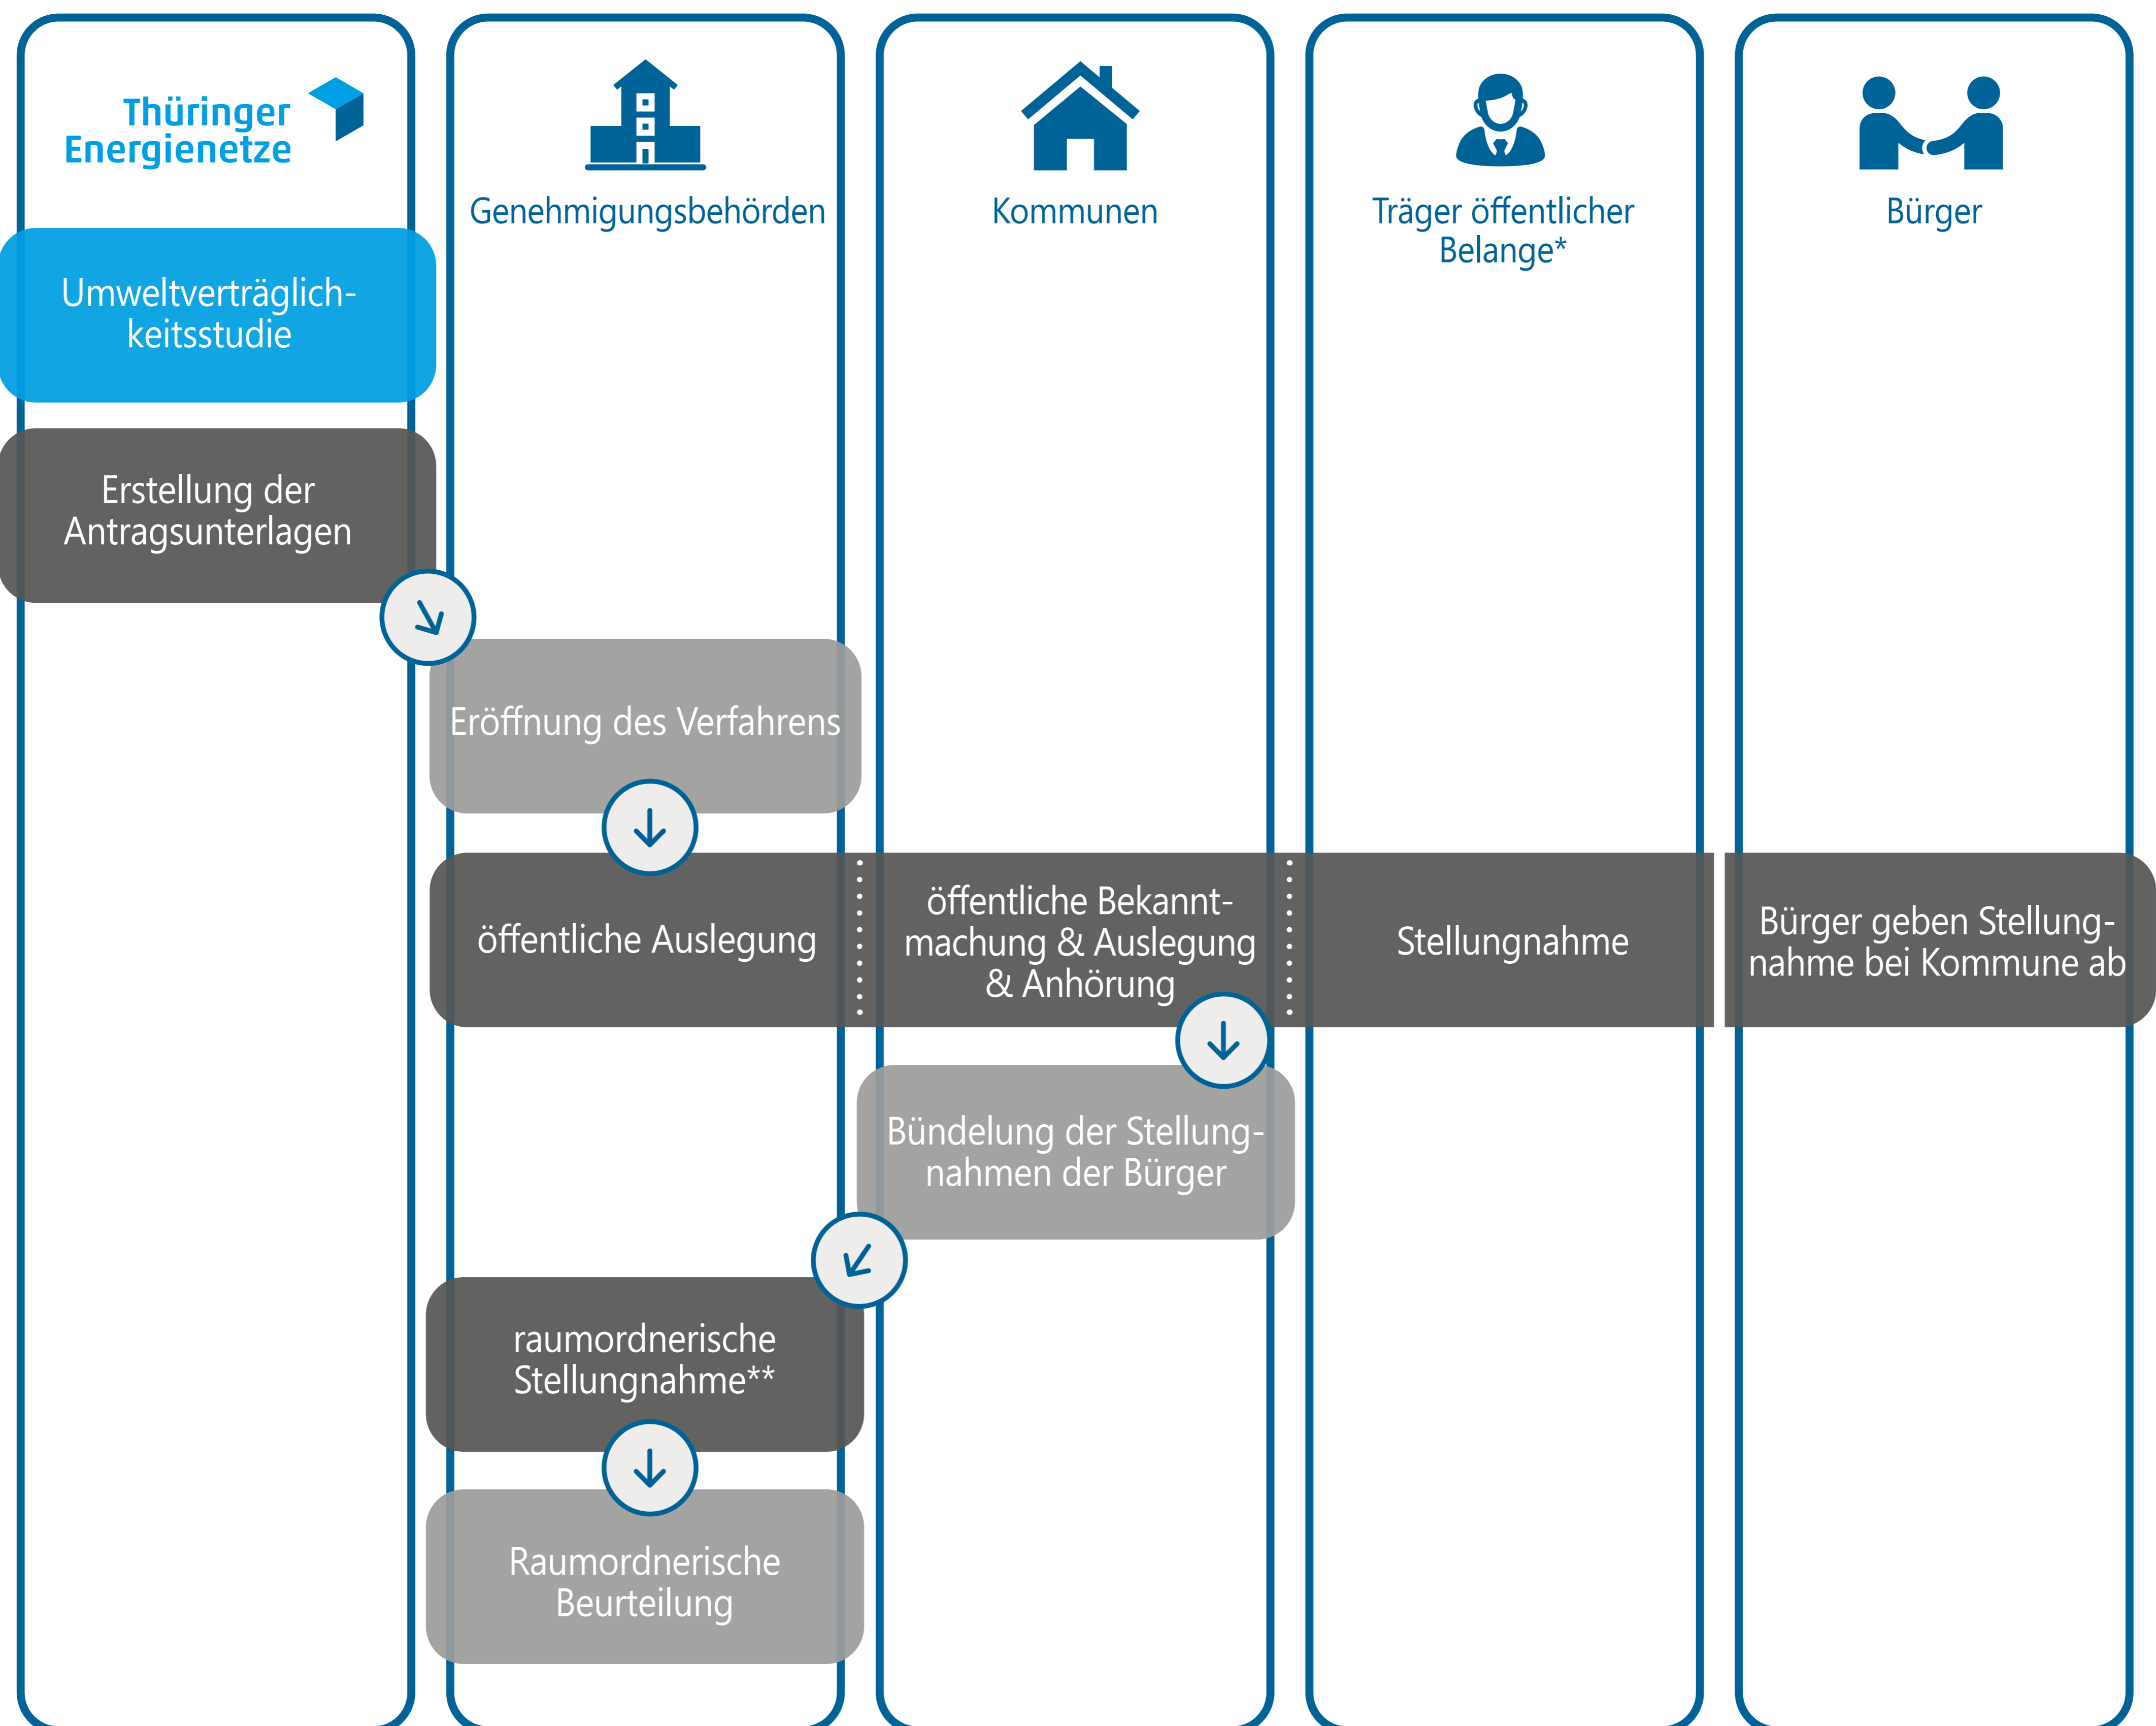 Thüringer
Energienetze
Genehmigungsbehörden
Kommunen
Träger öffentlicher
Belange*
Bürger
Umweltverträglich-
keitsstudie
Erstellung der
Antragsunterlagen
Eröffnung des Verfahrens
öffentliche Auslegung
öffentliche Bekannt-
machung & Auslegung
& Anhörung
Stellungnahme
Bürger geben Stellung-
nahme bei Kommune ab
Bündelung der Stellung-
nahmen der Bürger
raumordnerische
Stellungnahme**
Raumordnerische
Beurteilung